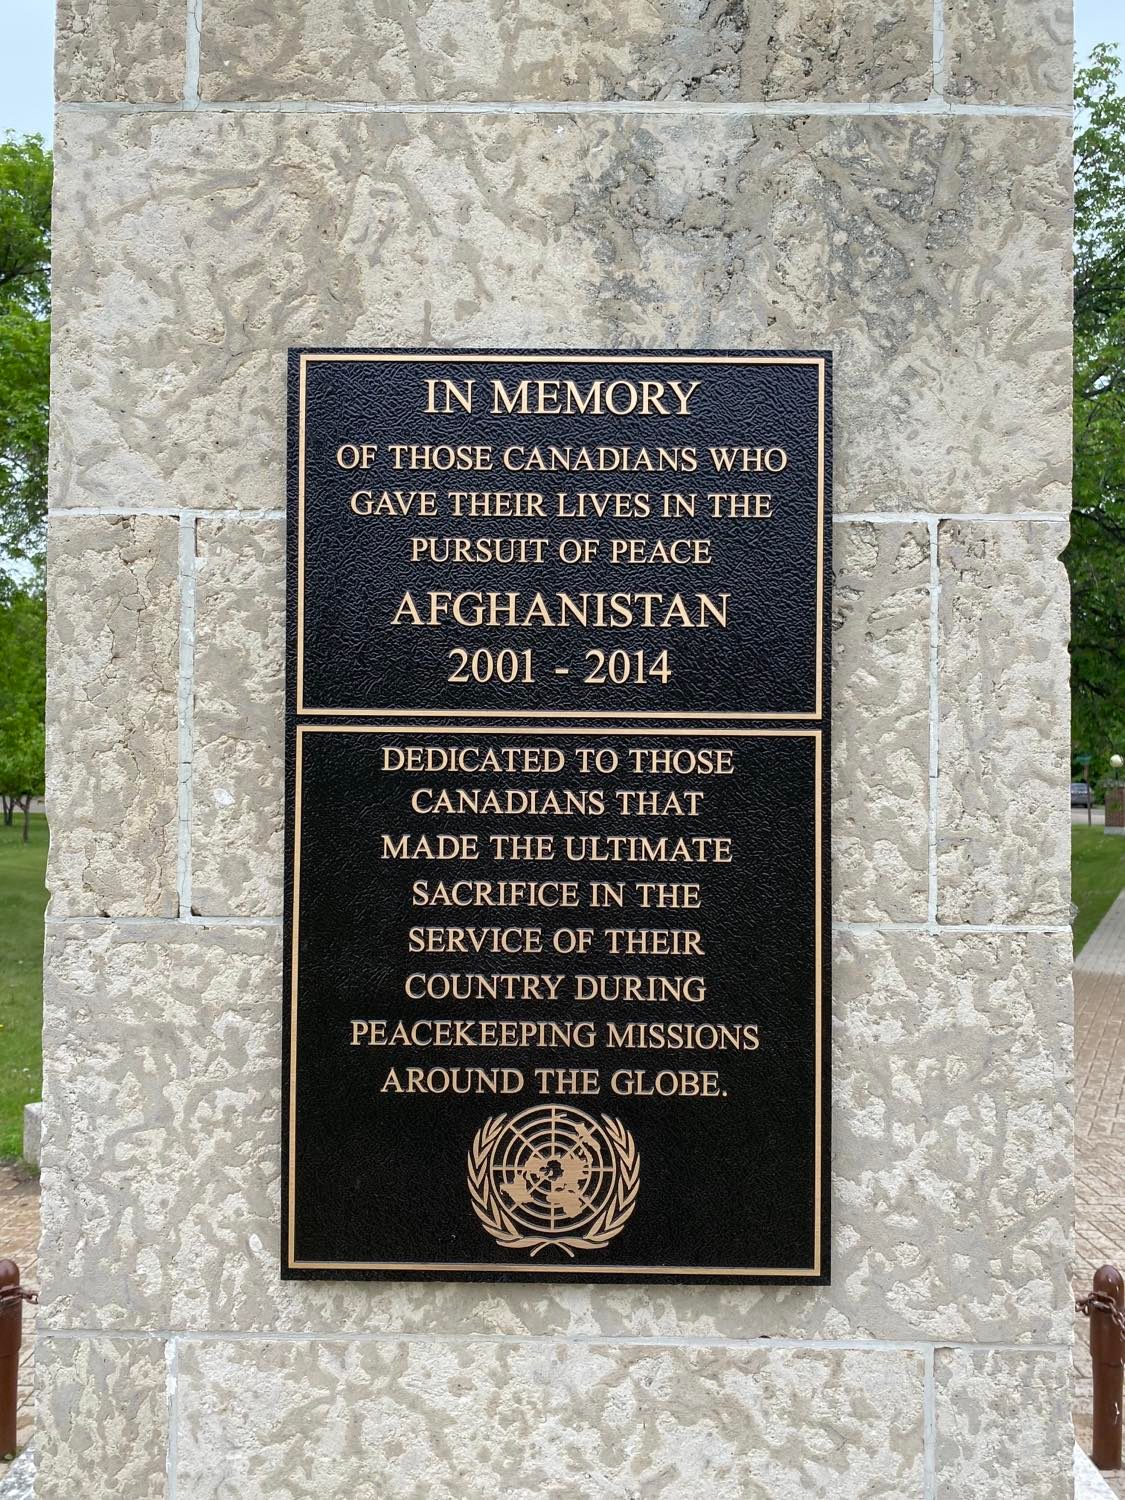 IN MEMORY
OF THOSE CANADIANS WHO
GAVE THEIR LIVES IN THE
PURSUIT OF PEACE
AFGHANISTAN
2001 - 2014
DEDICATED TO THOSE
CANADIANS THAT
MADE THE ULTIMATE
SACRIFICE IN THE
SERVICE OF THEIR
COUNTRY DURING
PEACEKEEPING MISSIONS
AROUND THE GLOBE.